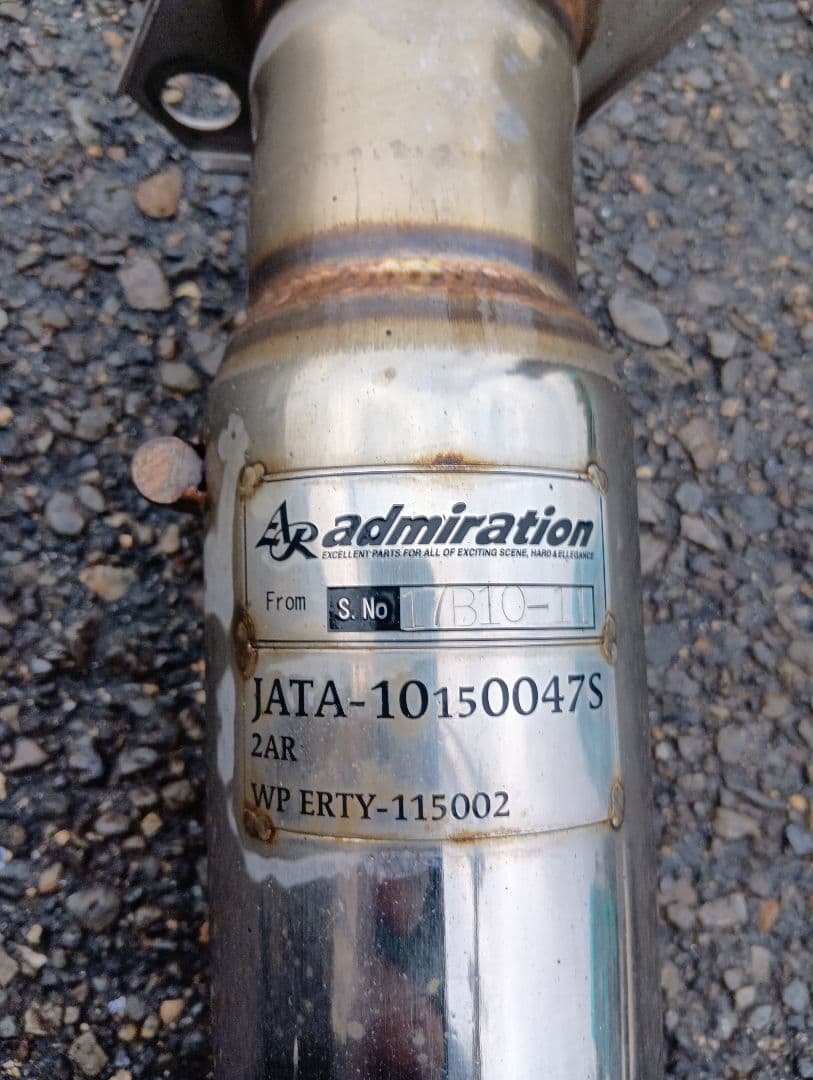 AR admiration
EXCELLENT PARTS FOR ALL OF EXCITING SCENE, HARD & ELLEGANCE
From S. No 17B10-11
JATA-10150047S
2AR
WP ERTY-115002